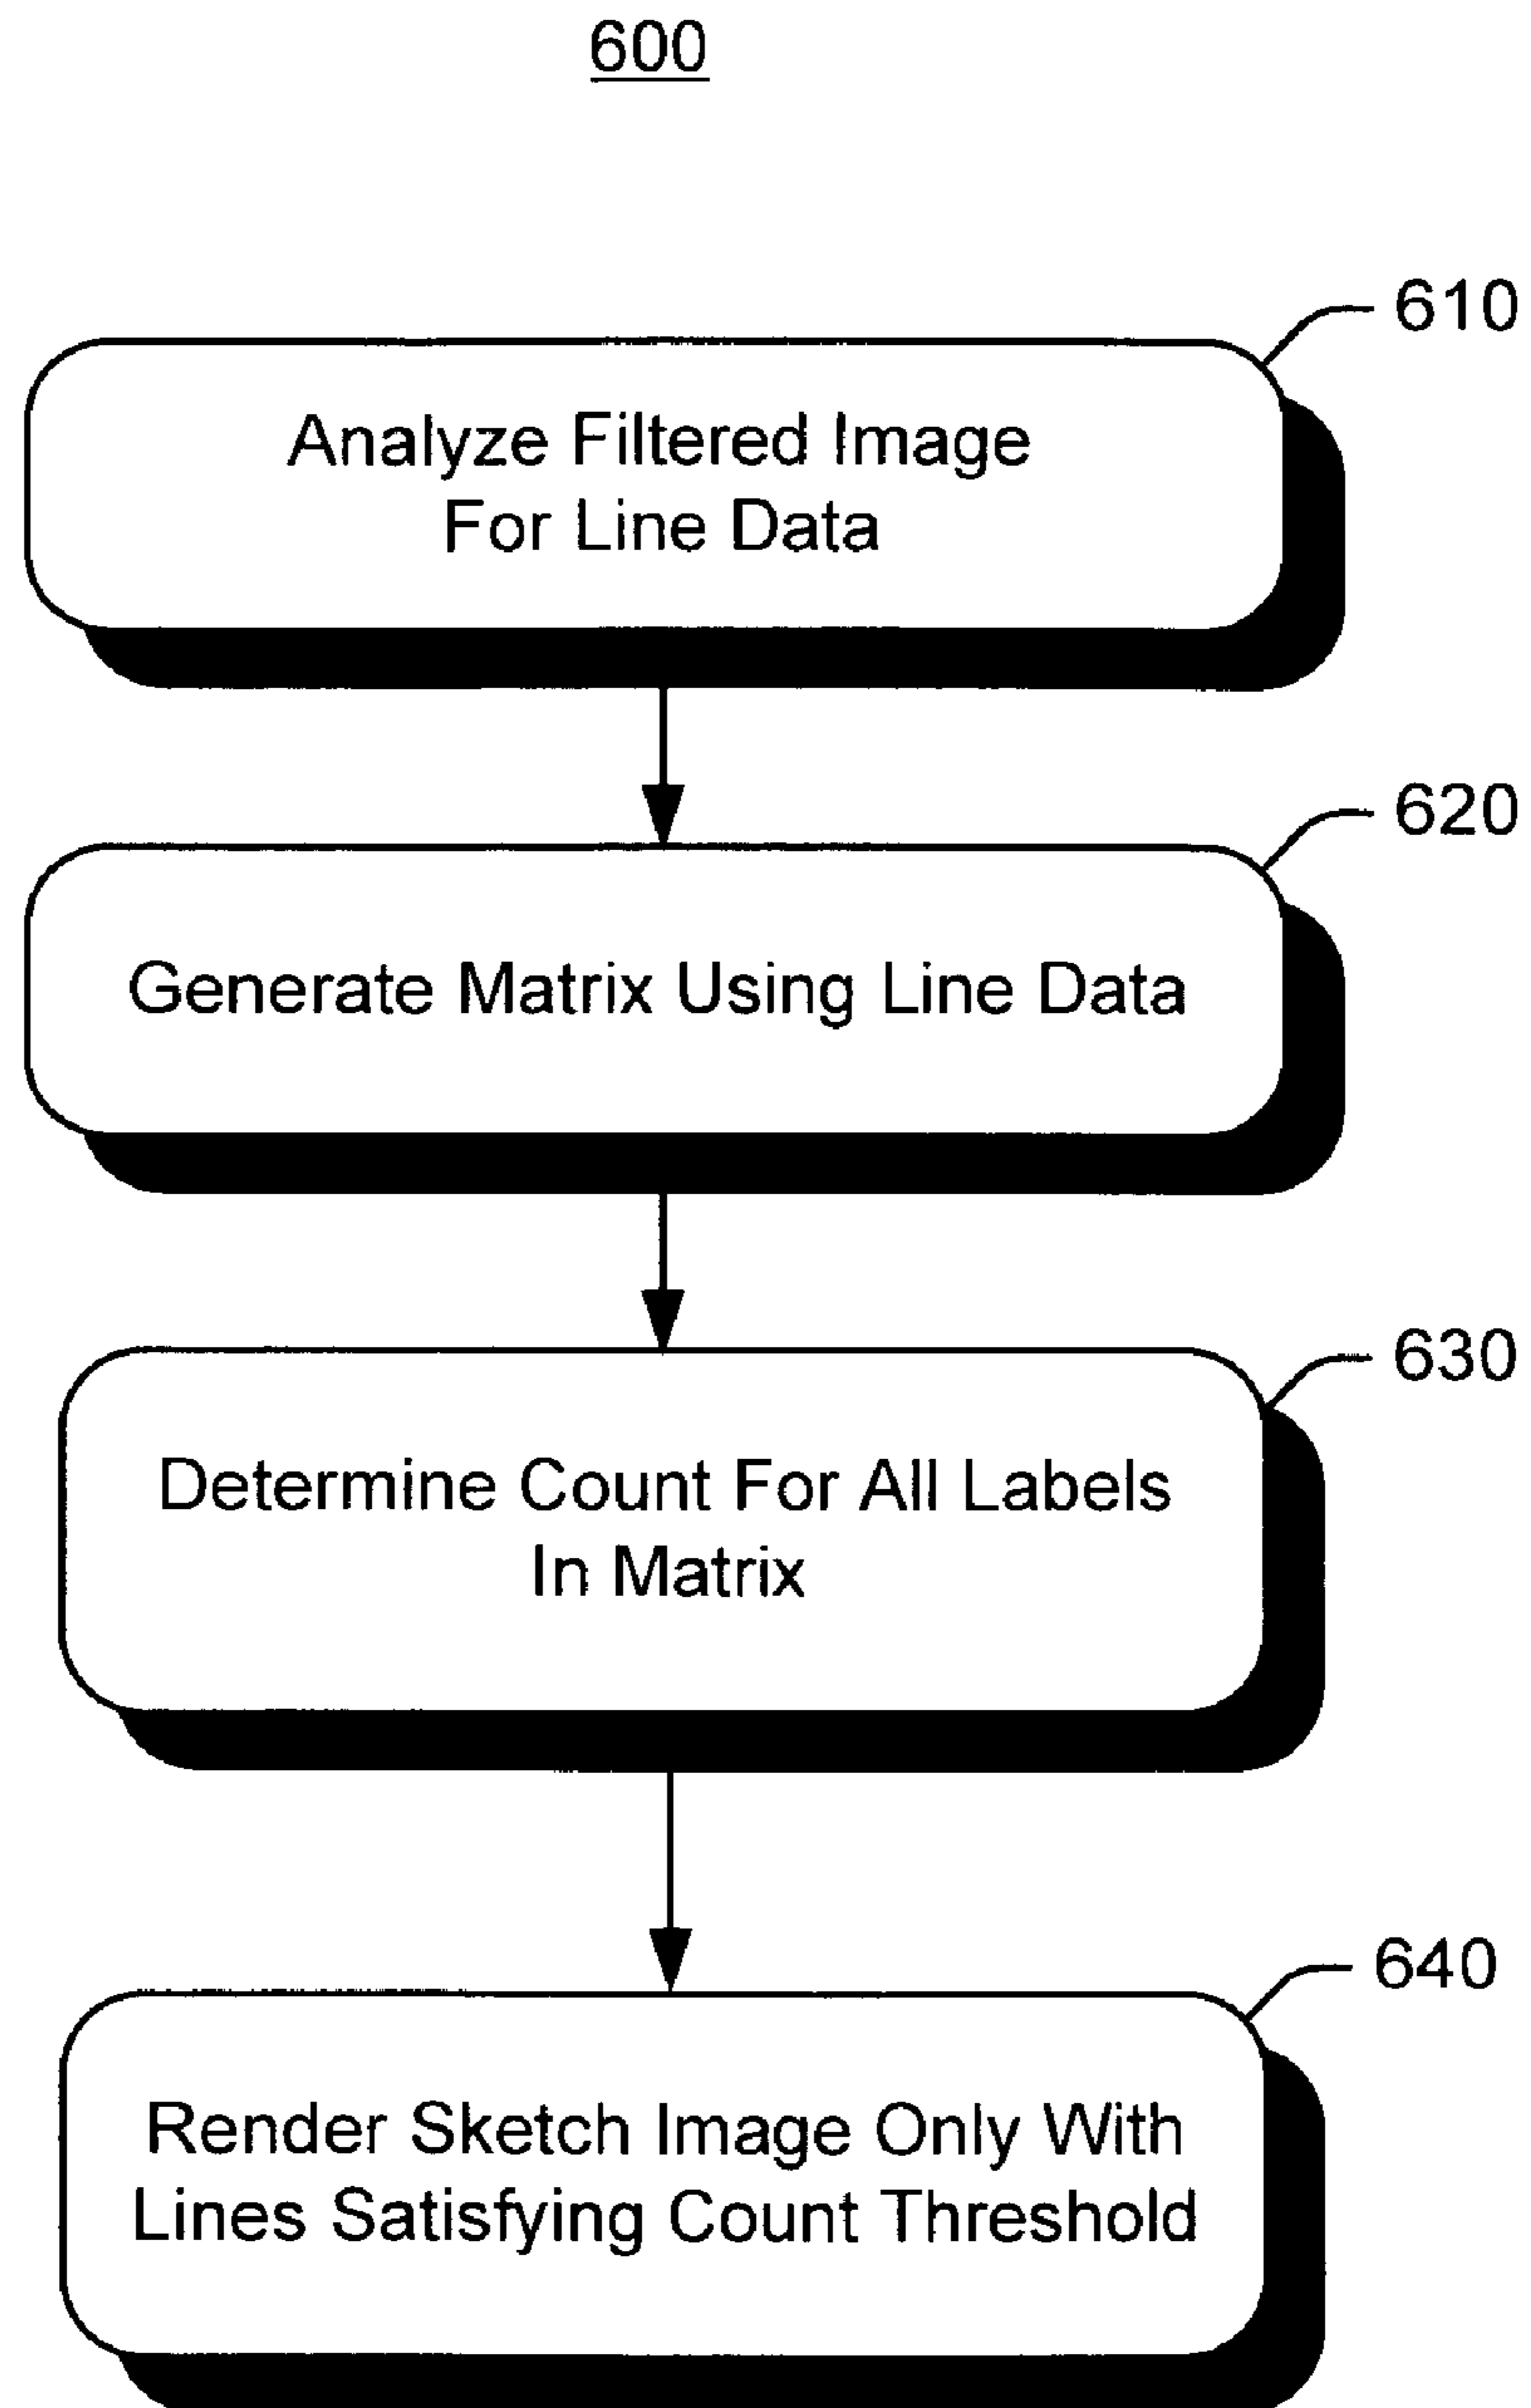 600
610
Analyze Filtered Image
For Line Data
620
Generate Matrix Using Line Data
630
Determine Count For All Labels
In Matrix
640
Render Sketch Image Only With
Lines Satisfying Count Threshold